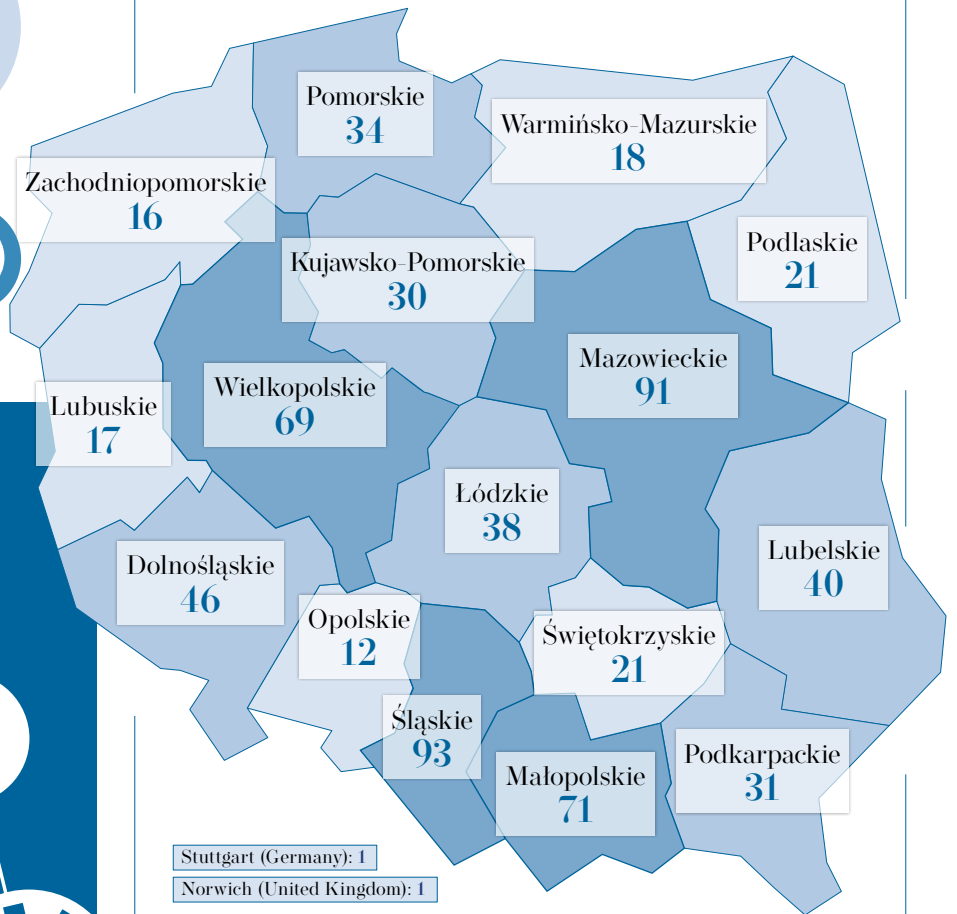 Pomorskie
34
Warmińsko-Mazurskie
18
Zachodniopomorskie
16
Podlaskie
21
Kujawsko-Pomorskie
30
Mazowieckie
91
Wielkopolskie
69
Lubuskie
17
Łódzkie
38
Lubelskie
40
Dolnośląskie
46
Opolskie
12
Świętokrzyskie
21
Śląskie
93
Podkarpackie
31
Małopolskie
71
Stuttgart (Germany): 1
Norwich (United Kingdom): 1